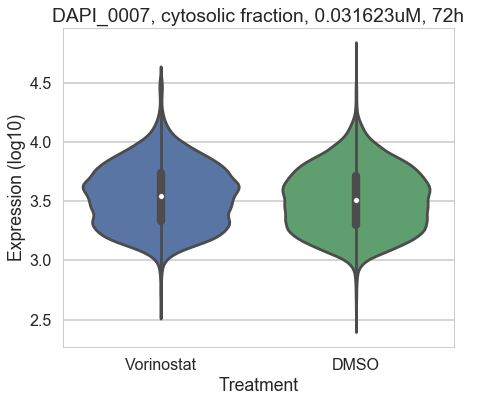 DAPI_0007, cytosolic fraction, 0.031623uM, 72h
Expression (log10)
4.5
4.0
3.5
3.0
2.5
Vorinostat DMSO
Treatment